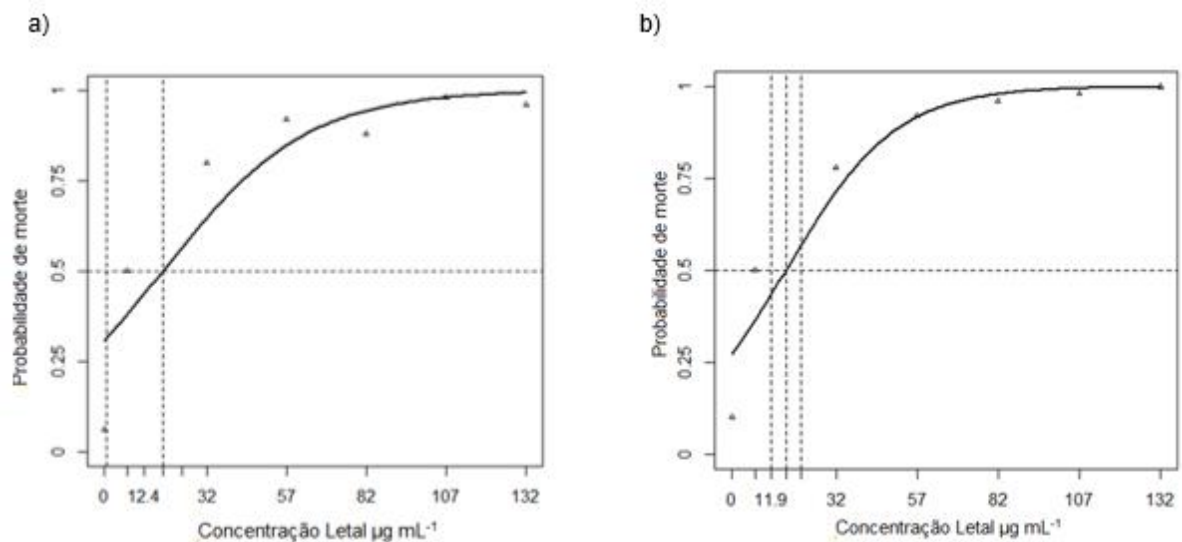 a)
Probabilidade de morte
1
0.75
0.5
0.25
0
0 12.4 32 57 82 107 132
Concentração Letal µg mL⁻¹
b)
Probabilidade de morte
1
0.75
0.5
0.25
0
0 11.9 32 57 82 107 132
Concentração Letal µg mL⁻¹